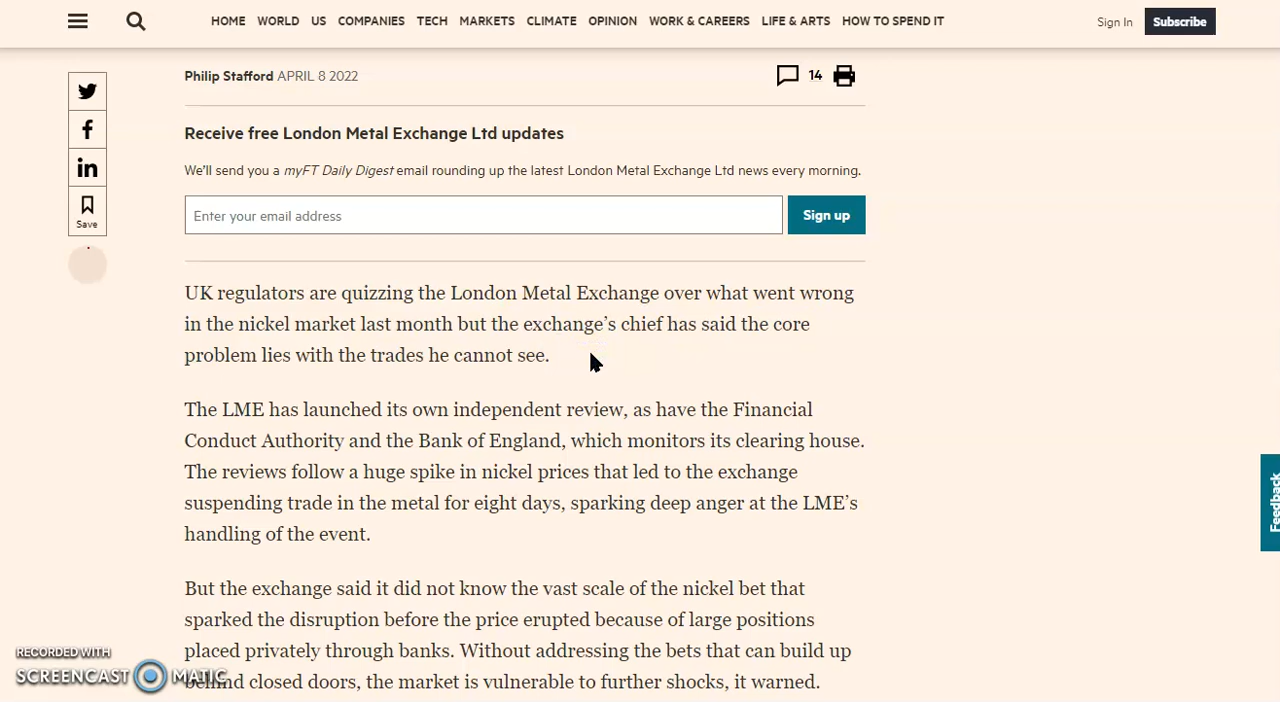 HOME WORLD US COMPANIES TECH MARKETS CLIMATE OPINION WORK & CAREERS LIFE & ARTS HOW TO SPEND IT Sign In Subscribe
Philip Stafford APRIL 8 2022 14
Receive free London Metal Exchange Ltd updates
We'll send you a myFT Daily Digest email rounding up the latest London Metal Exchange Ltd news every morning.
Enter your email address Sign up
Save
UK regulators are quizzing the London Metal Exchange over what went wrong
in the nickel market last month but the exchange’s chief has said the core
problem lies with the trades he cannot see.
The LME has launched its own independent review, as have the Financial
Conduct Authority and the Bank of England, which monitors its clearing house.
The reviews follow a huge spike in nickel prices that led to the exchange
suspending trade in the metal for eight days, sparking deep anger at the LME’s
handling of the event.
Feedback
But the exchange said it did not know the vast scale of the nickel bet that
sparked the disruption before the price erupted because of large positions
placed privately through banks. Without addressing the bets that can build up
behind closed doors, the market is vulnerable to further shocks, it warned.
RECORDED WITH
SCREENCAST MATIC